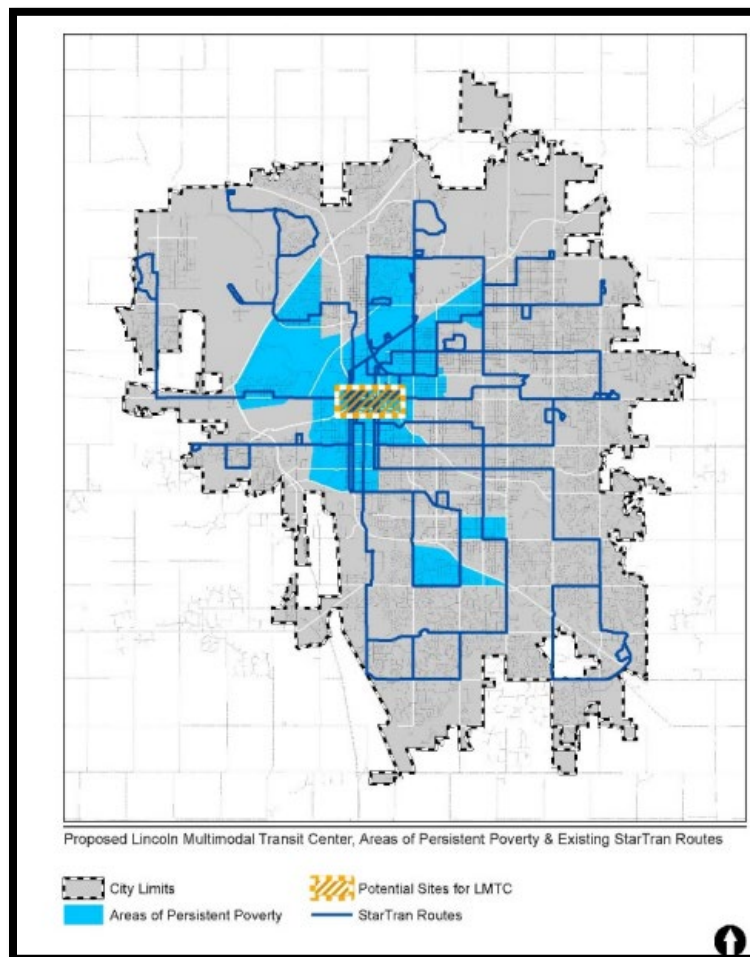 Proposed Lincoln Multimodal Transit Center, Areas of Persistent Poverty & Existing StarTran Routes
City Limits
Potential Sites for LMTC
Areas of Persistent Poverty
StarTran Routes